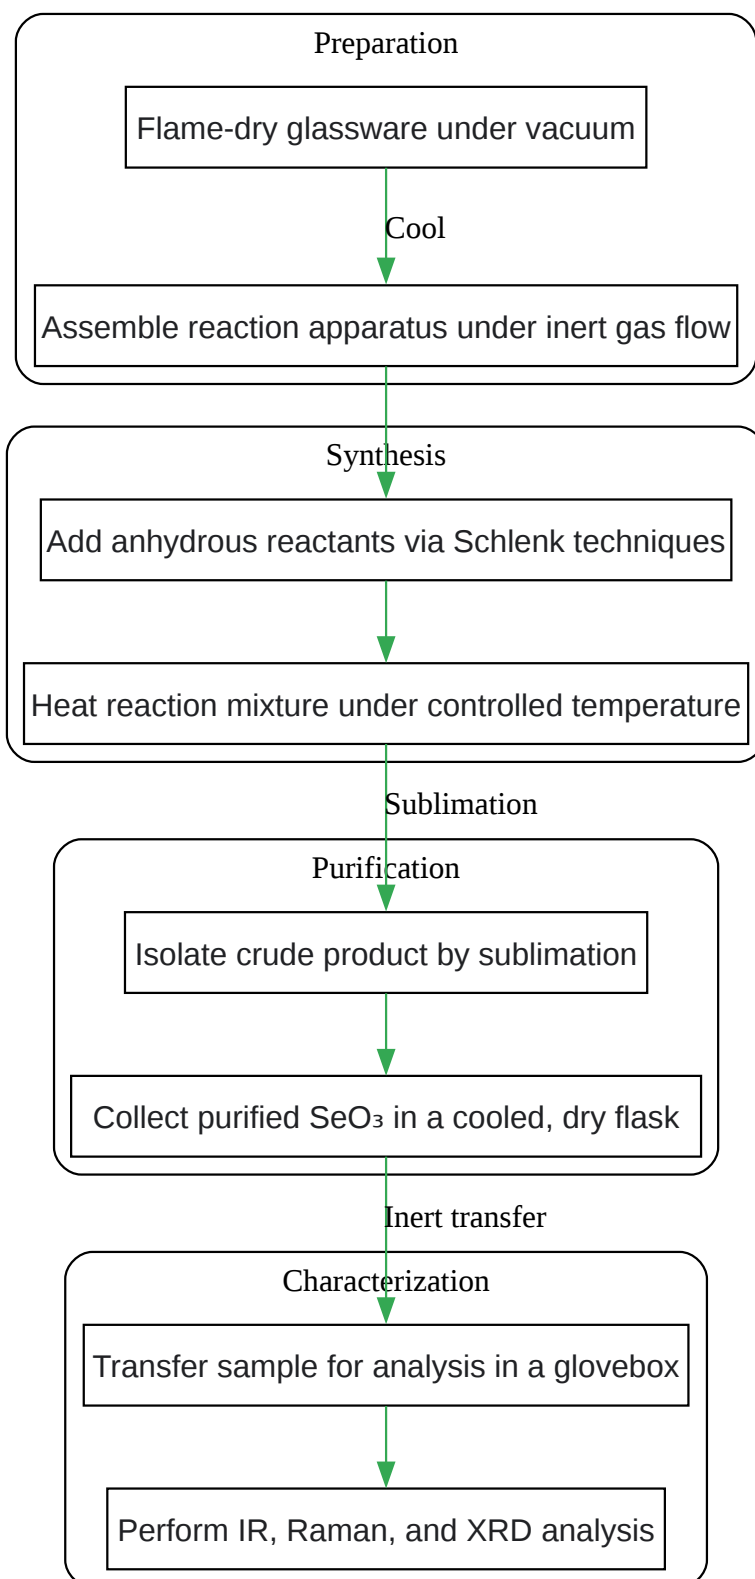 Preparation
Flame-dry glassware under vacuum
Cool
Assemble reaction apparatus under inert gas flow
Synthesis
Add anhydrous reactants via Schlenk techniques
Heat reaction mixture under controlled temperature
Sublimation
Purification
Isolate crude product by sublimation
Collect purified SeO₃ in a cooled, dry flask
Inert transfer
Characterization
Transfer sample for analysis in a glovebox
Perform IR, Raman, and XRD analysis